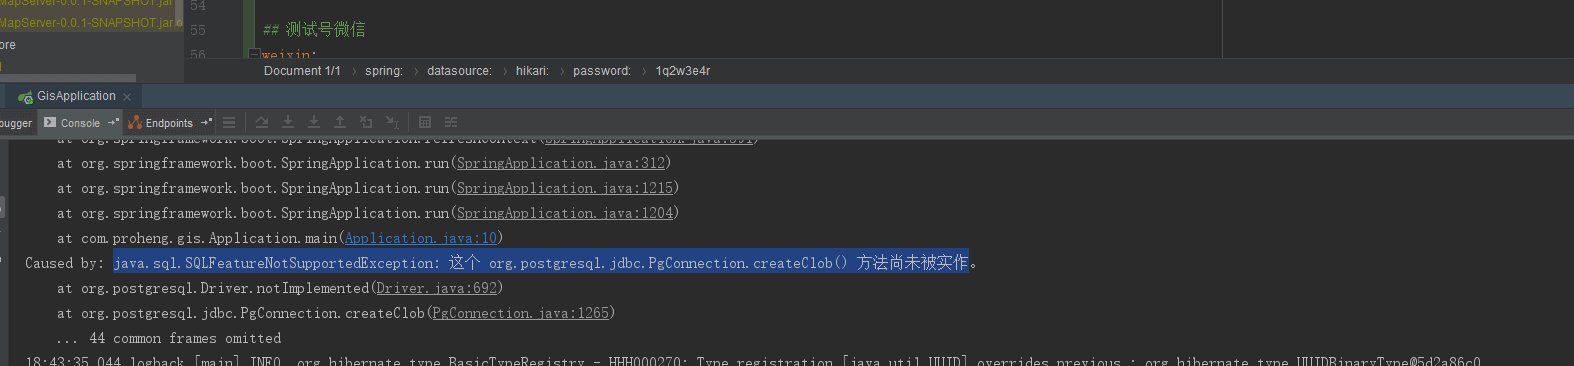 MapServer-0.0.1-SNAPSHOT.jar
54
MapServer-0.0.1-SNAPSHOT.jar
55 ## 测试号微信
ore
56 weixin:
Document 1/1 › spring: › datasource: › hikari: › password: › 1q2w3e4r
GisApplication ×
bugger Console Endpoints
at org.springframework.boot.SpringApplication.refreshContext(SpringApplication.java:391)
at org.springframework.boot.SpringApplication.run(SpringApplication.java:312)
at org.springframework.boot.SpringApplication.run(SpringApplication.java:1215)
at org.springframework.boot.SpringApplication.run(SpringApplication.java:1204)
at com.proheng.gis.Application.main(Application.java:10)
Caused by: java.sql.SQLFeatureNotSupportedException: 这个 org.postgresql.jdbc.PgConnection.createClob() 方法尚未被实作。
at org.postgresql.Driver.notImplemented(Driver.java:692)
at org.postgresql.jdbc.PgConnection.createClob(PgConnection.java:1265)
... 44 common frames omitted
18:43:35.044 logback [main] INFO  org.hibernate.type.BasicTypeRegistry - HHH000270: Type registration [java.util.UUID] overrides previous : org.hibernate.type.UUIDBinaryType@5d2a86c0